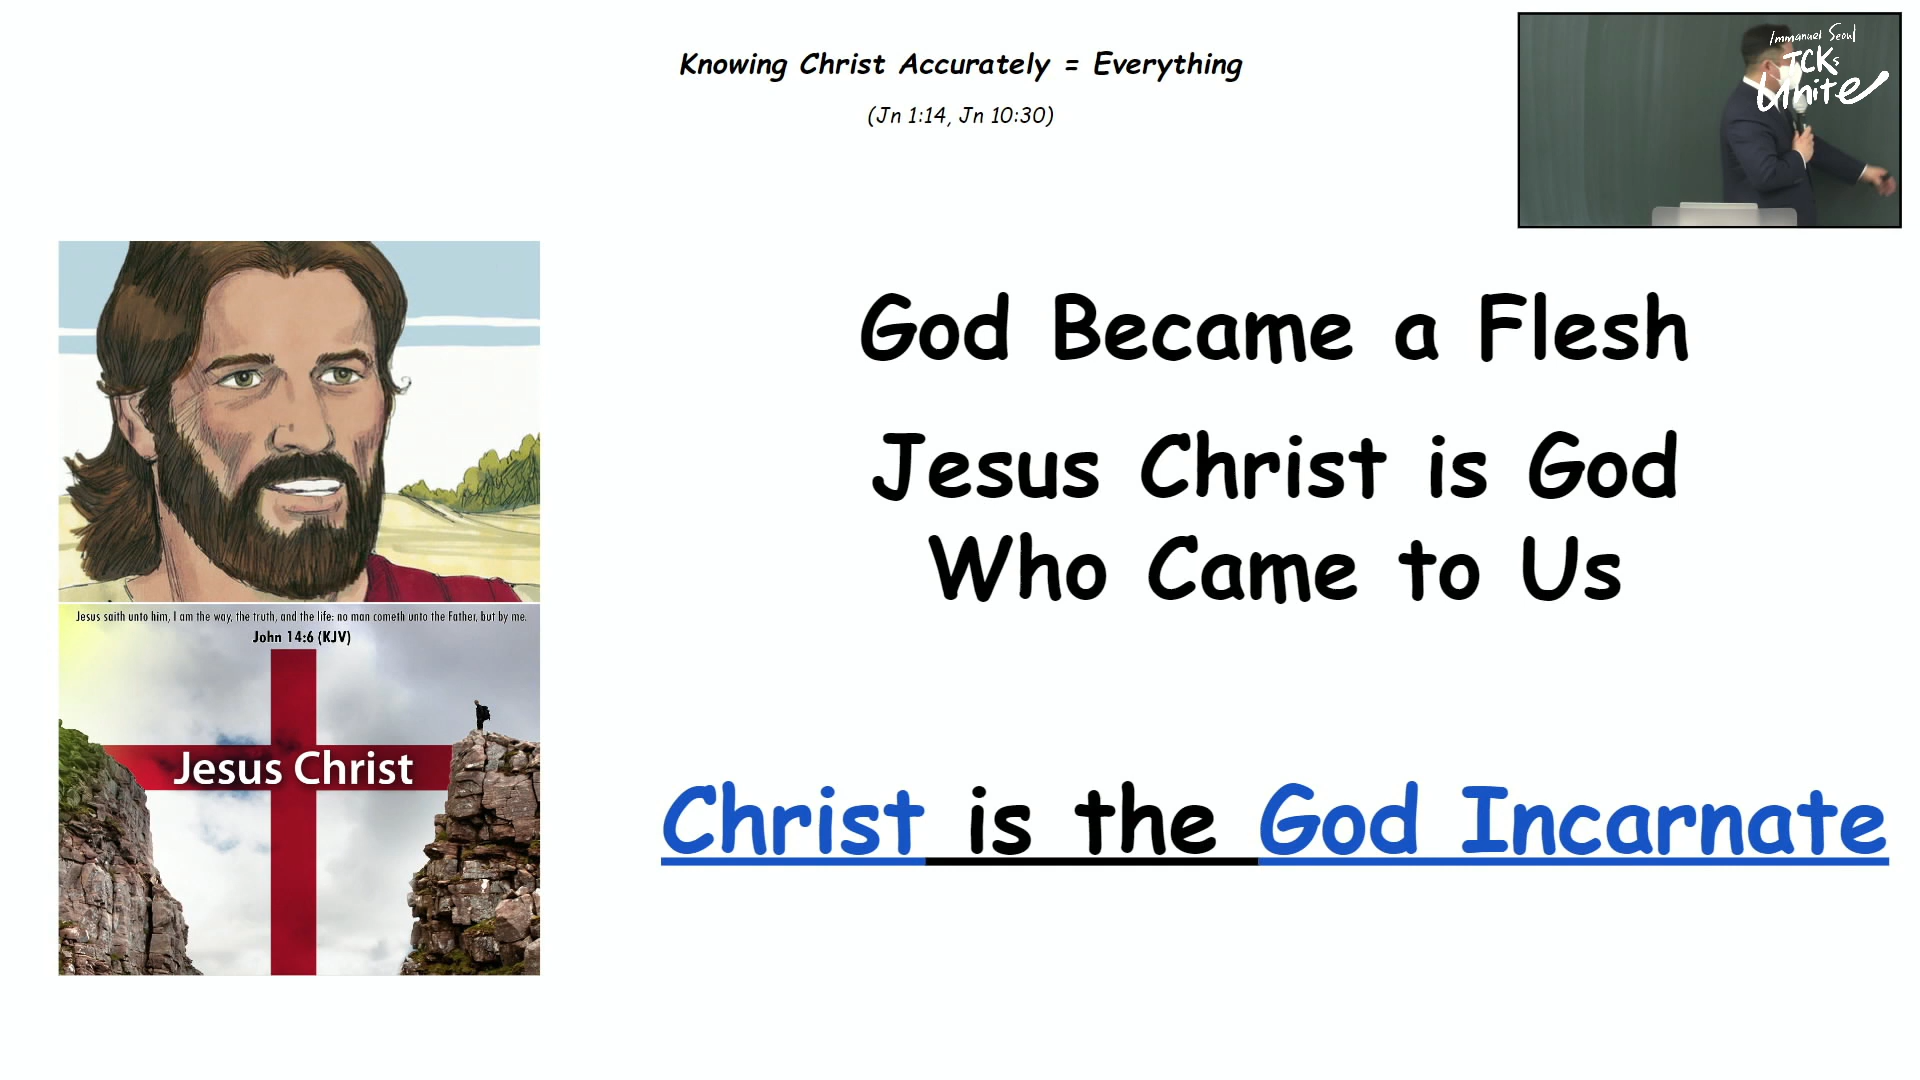 Knowing Christ Accurately = Everything
(Jn 1:14, Jn 10:30)
Immanuel Seoul
TCKs
Unite
God Became a Flesh
Jesus Christ is God
Who Came to Us
Jesus saith unto him, I am the way, the truth, and the life: no man cometh unto the Father, but by me.
John 14:6 (KJV)
Jesus Christ
Christ is the God Incarnate